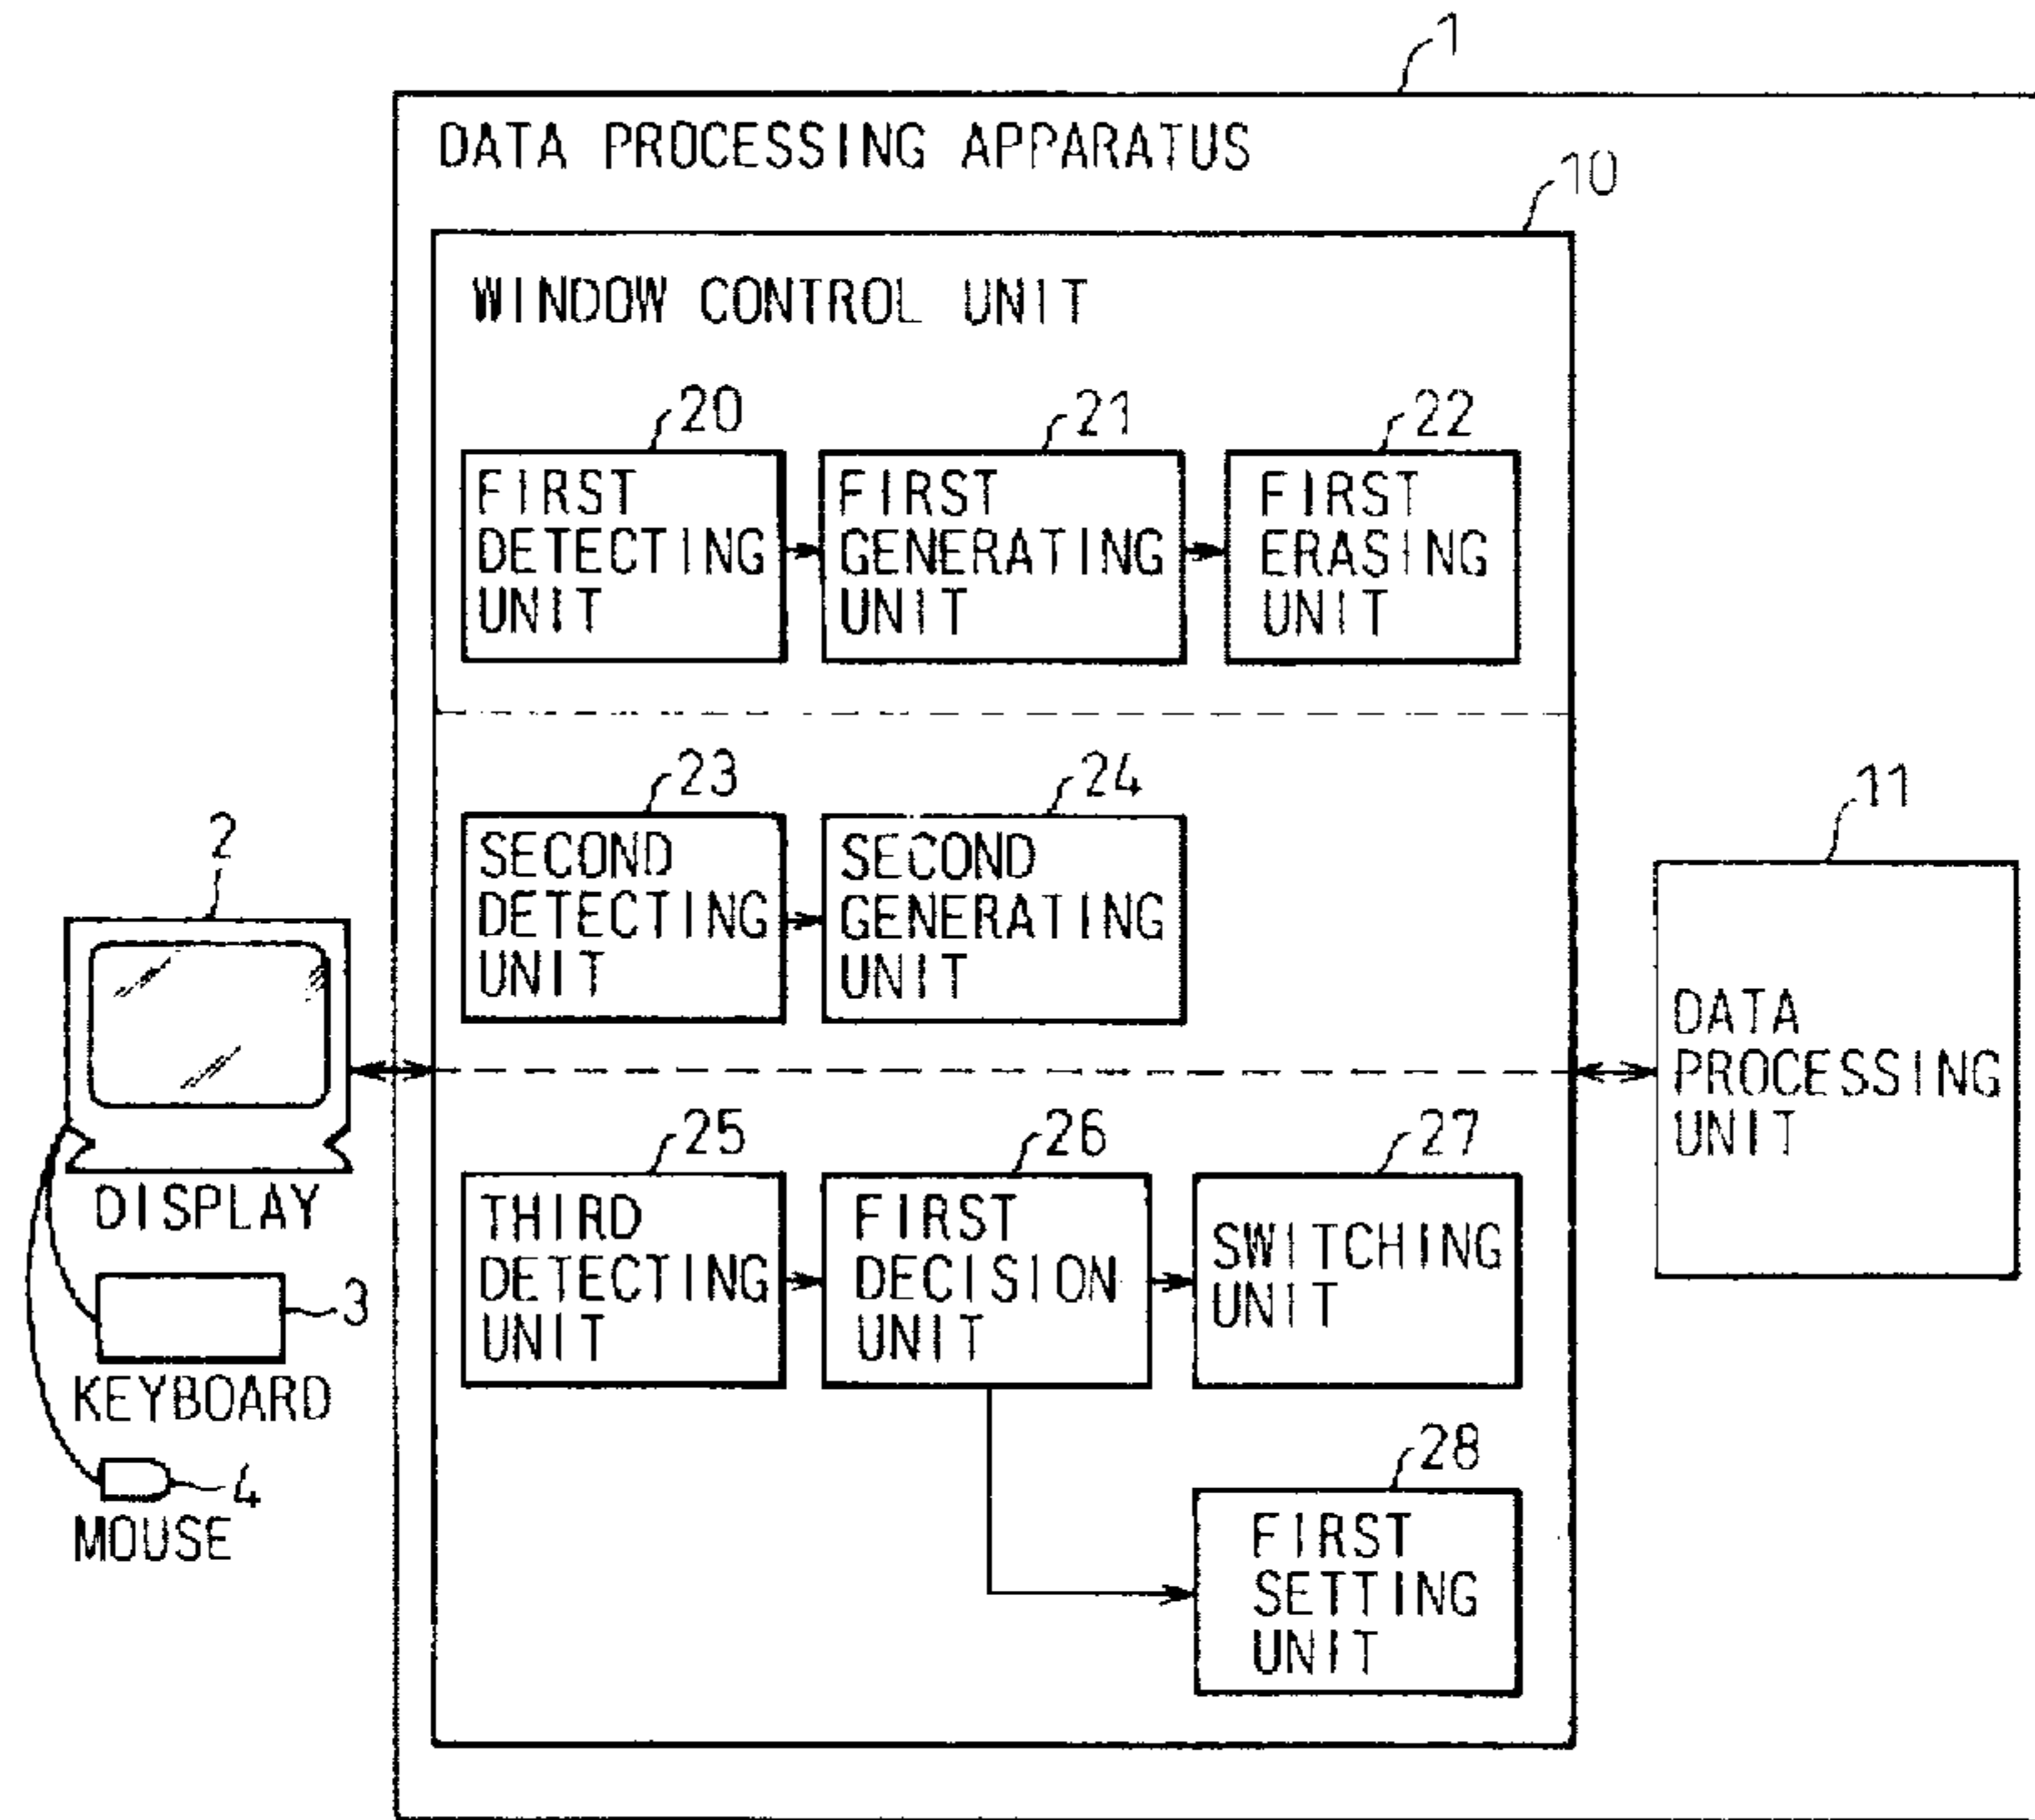 1
DATA PROCESSING APPARATUS
10
WINDOW CONTROL UNIT
20
21
22
FIRST
DETECTING
UNIT
FIRST
GENERATING
UNIT
FIRST
ERASING
UNIT
23
24
SECOND
DETECTING
UNIT
SECOND
GENERATING
UNIT
2
DISPLAY
3
KEYBOARD
4
MOUSE
11
DATA
PROCESSING
UNIT
25
26
27
THIRD
DETECTING
UNIT
FIRST
DECISION
UNIT
SWITCHING
UNIT
28
FIRST
SETTING
UNIT